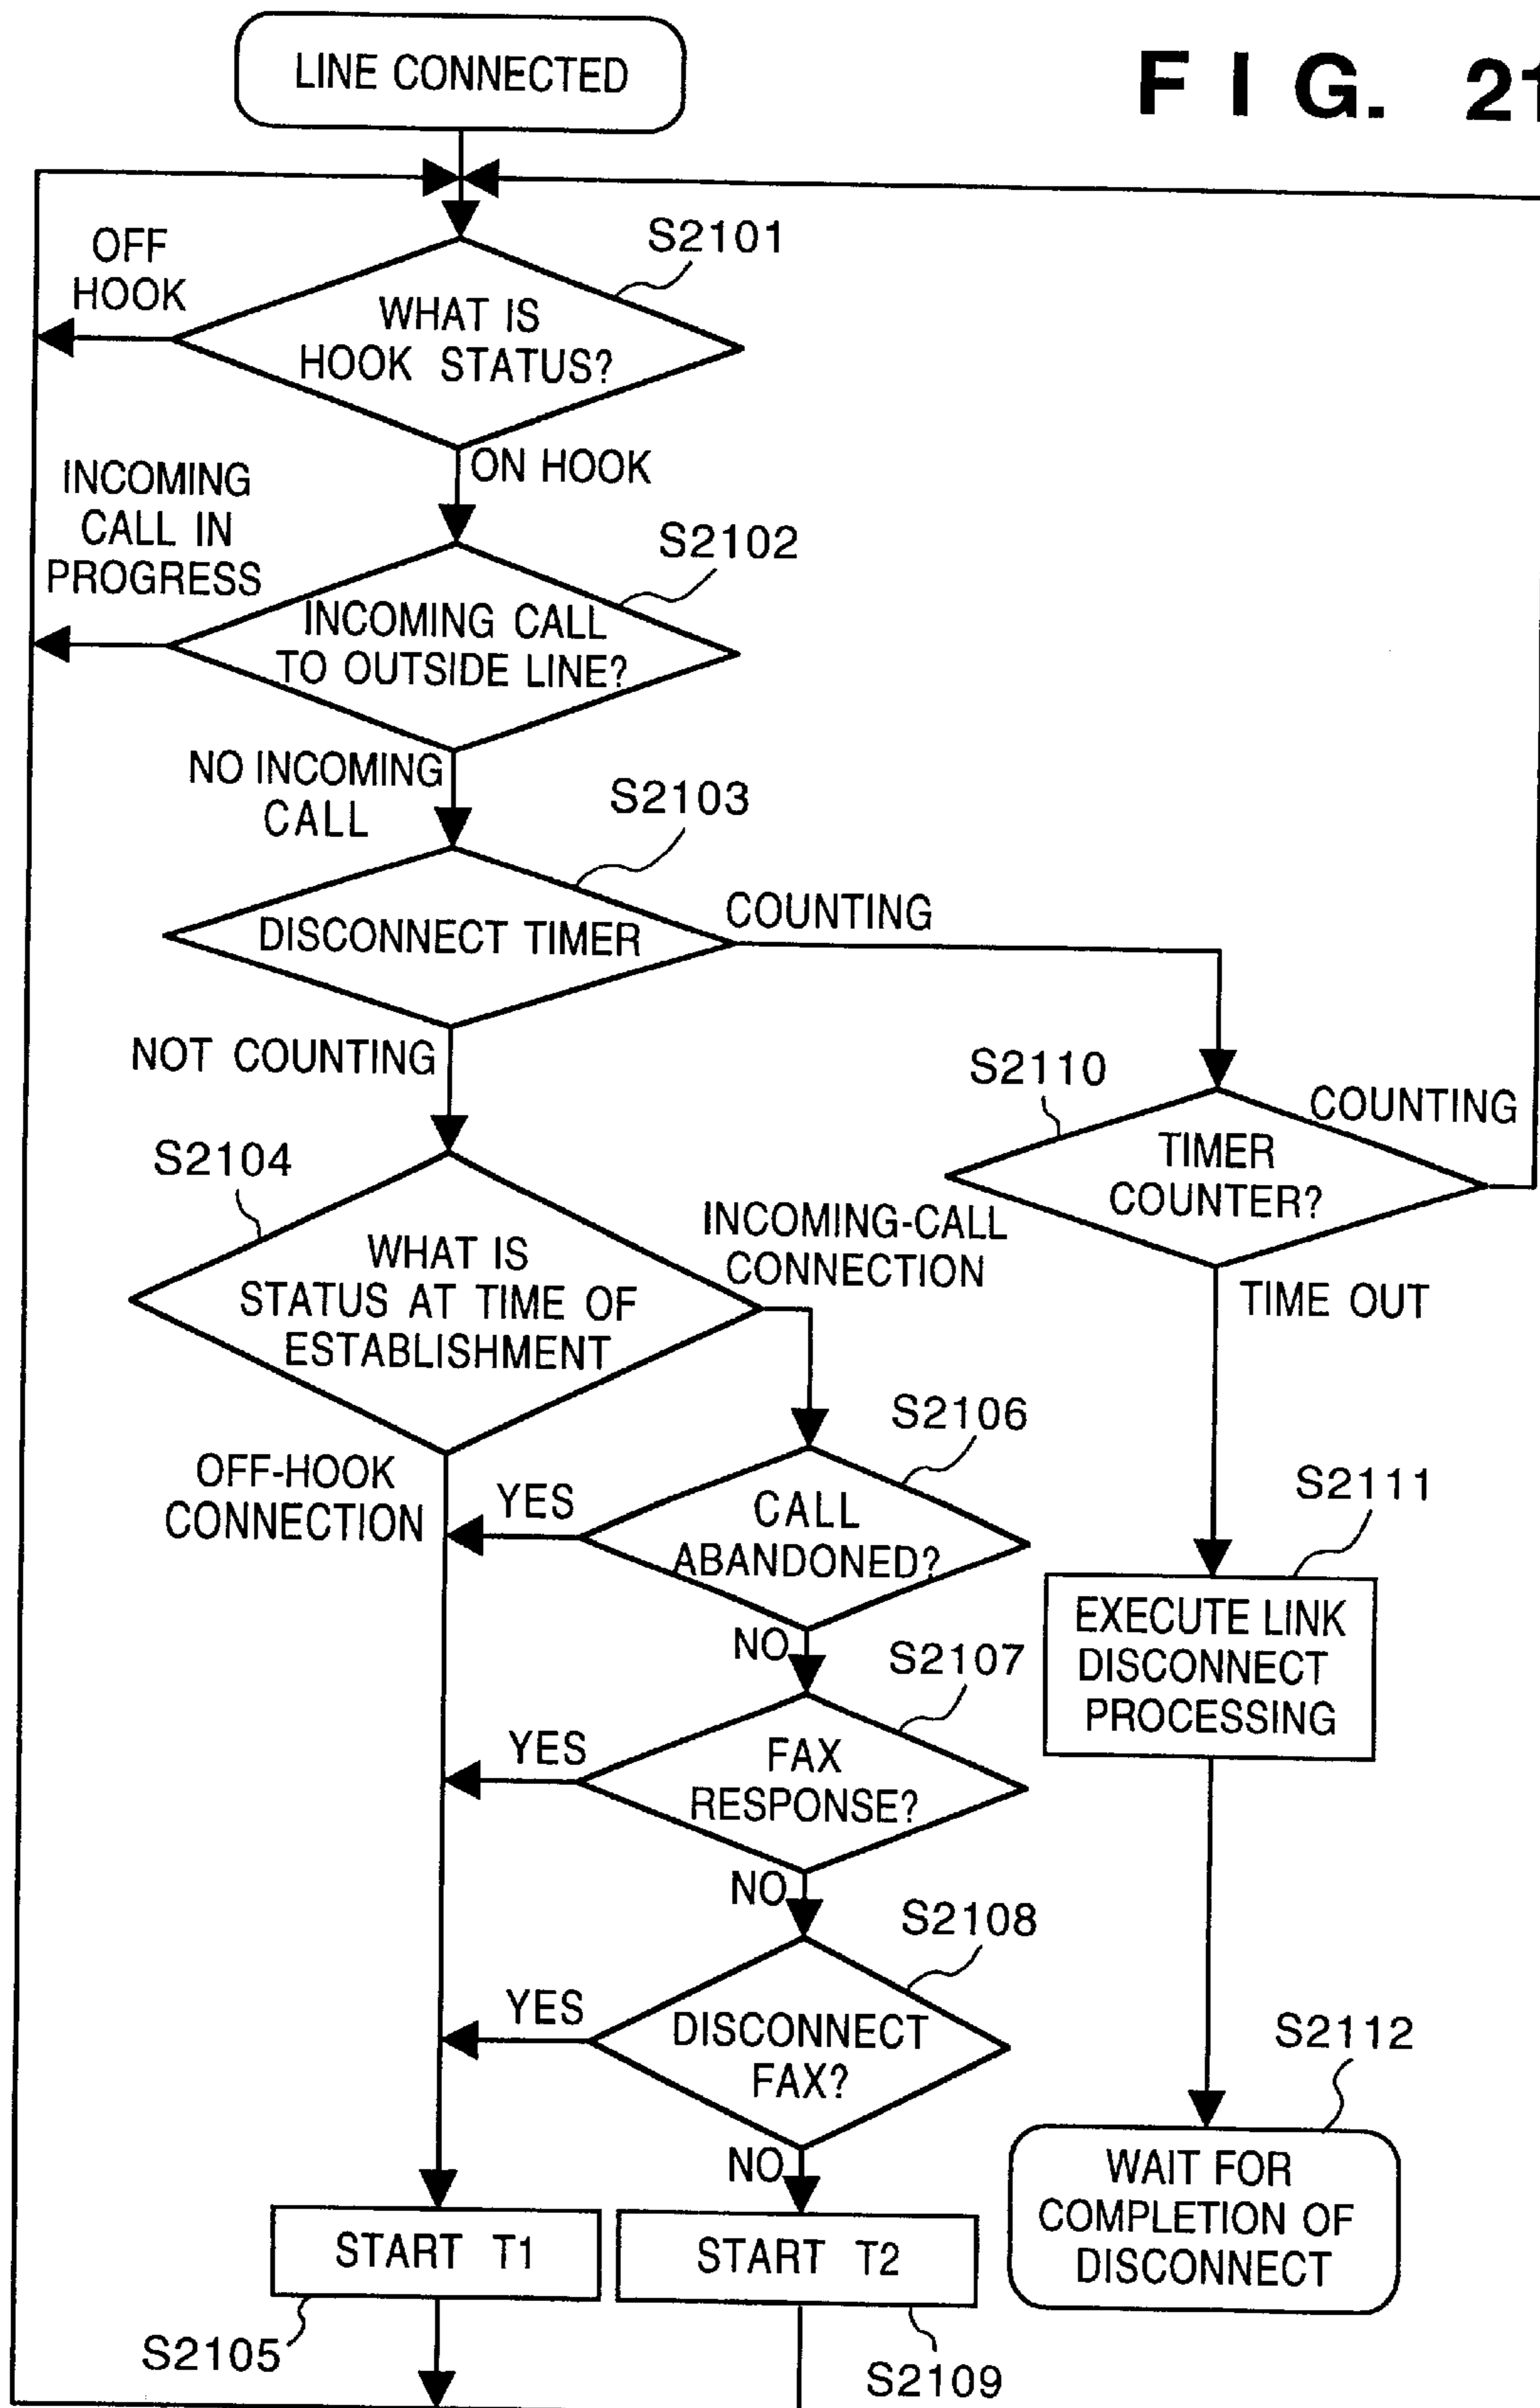 LINE CONNECTED
F I G. 21
OFF
HOOK
S2101
WHAT IS
HOOK STATUS?
ON HOOK
INCOMING
CALL IN
PROGRESS
S2102
INCOMING CALL
TO OUTSIDE LINE?
NO INCOMING
CALL
S2103
DISCONNECT TIMER
COUNTING
NOT COUNTING
S2110
COUNTING
TIMER
COUNTER?
TIME OUT
S2104
WHAT IS
STATUS AT TIME OF
ESTABLISHMENT
INCOMING-CALL
CONNECTION
OFF-HOOK
CONNECTION
S2106
YES
CALL
ABANDONED?
NO
S2111
EXECUTE LINK
DISCONNECT
PROCESSING
S2107
YES
FAX
RESPONSE?
NO
S2108
YES
DISCONNECT
FAX?
NO
S2112
WAIT FOR
COMPLETION OF
DISCONNECT
START T1
START T2
S2105
S2109